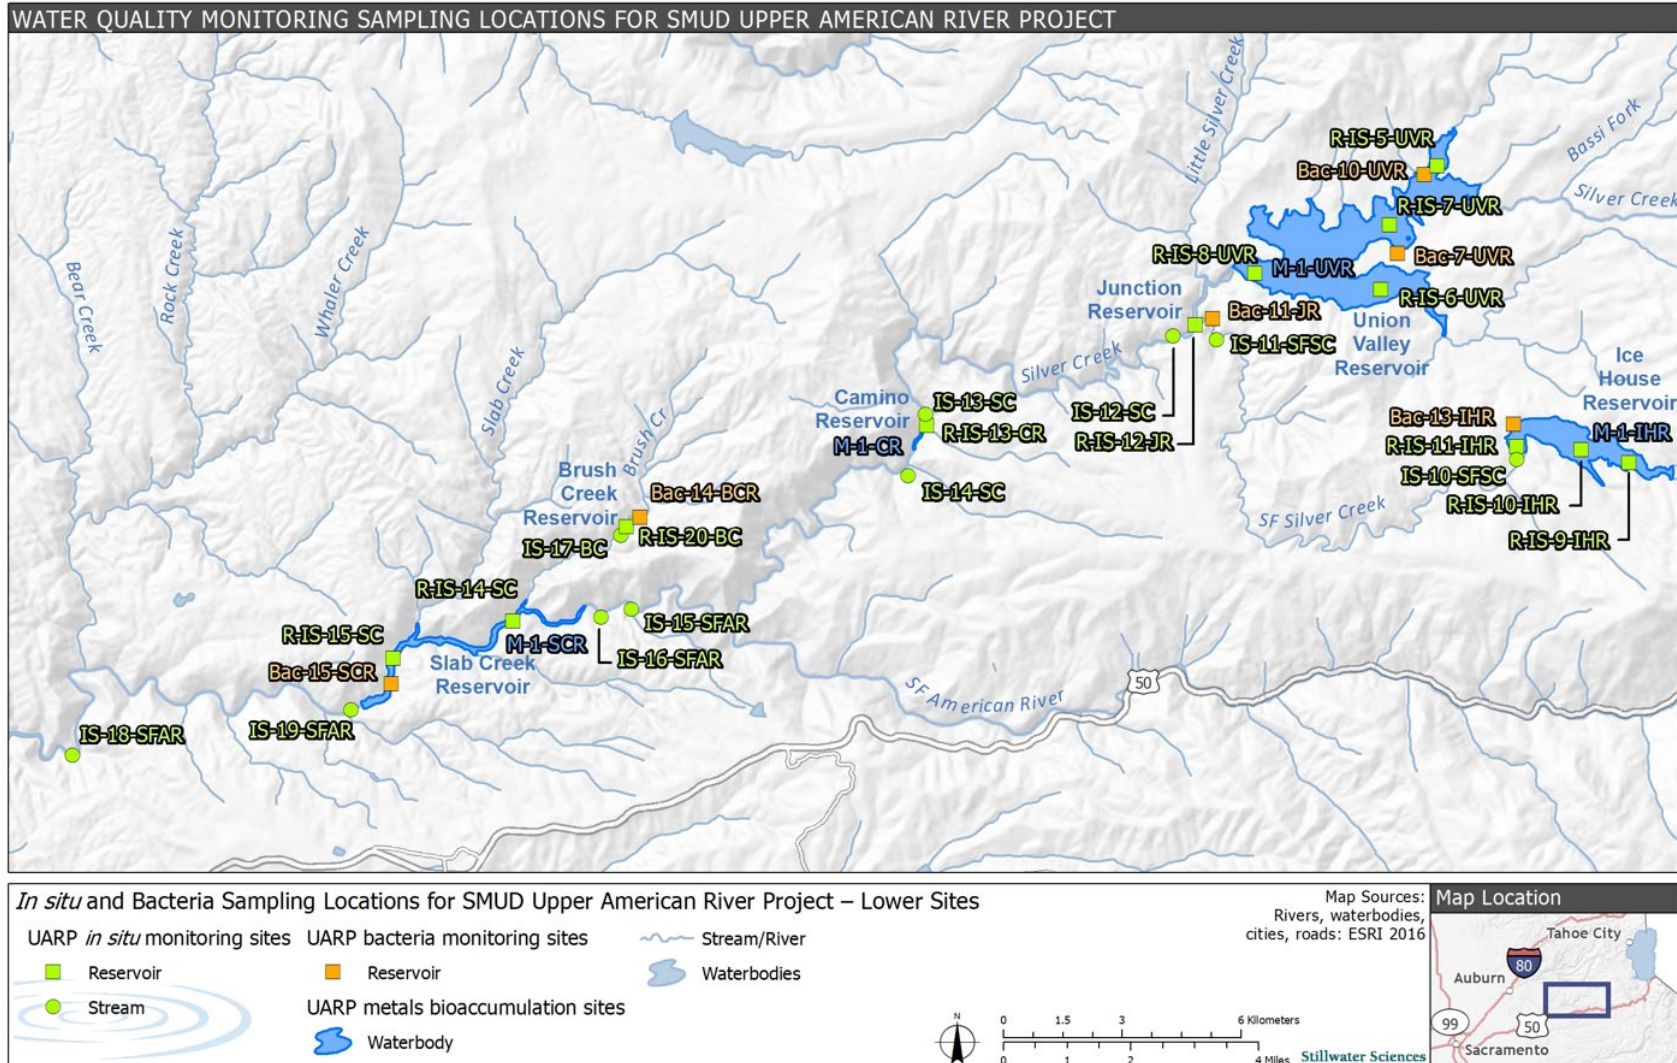 WATER QUALITY MONITORING SAMPLING LOCATIONS FOR SMUD UPPER AMERICAN RIVER PROJECT
Little Silver Creek
Bassi Fork
R-IS-5-UVR
Bac-10-UVR
Silver Creek
R-IS-7-UVR
Rock Creek
Whaler Creek
Bear Creek
R-IS-8-UVR
M-1-UVR
Bac-7-UVR
Junction
Reservoir
R-IS-6-UVR
Bac-11-JR
Union
Valley
Reservoir
IS-11-SFSC
Silver Creek
Slab Creek
Ice
House
Reservoir
Camino
Reservoir
IS-13-SC
IS-12-SC
R-IS-13-CR
R-IS-12-JR
M-1-CR
Bac-13-IHR
M-1-IHR
R-IS-11-IHR
IS-10-SFSC
R-IS-10-IHR
R-IS-9-IHR
Brush Cr
Brush
Creek
Reservoir
Bac-14-BCR
IS-14-SC
SF Silver Creek
R-IS-20-BC
IS-17-BC
R-IS-14-SC
IS-15-SFAR
R-IS-15-SC
M-1-SCR
IS-16-SFAR
Bac-15-SCR
Slab Creek
Reservoir
SF American River
50
IS-18-SFAR
IS-19-SFAR
In situ and Bacteria Sampling Locations for SMUD Upper American River Project – Lower Sites
UARP in situ monitoring sites
Reservoir
Stream
UARP bacteria monitoring sites
Reservoir
UARP metals bioaccumulation sites
Waterbody
Stream/River
Waterbodies
Map Sources:
Rivers, waterbodies,
cities, roads: ESRI 2016
N
0 1.5 3 6 Kilometers
0 1 2 4 Miles
Stillwater Sciences
Map Location
Tahoe City
80
Auburn
99
50
Sacramento